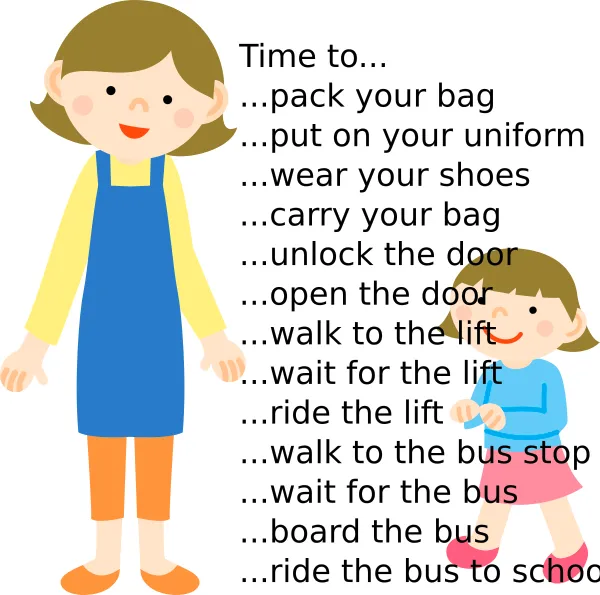 Time to...
...pack your bag
...put on your uniform
...wear your shoes
...carry your bag
...unlock the door
...open the door
...walk to the lift
...wait for the lift
...ride the lift
...walk to the bus stop
...wait for the bus
...board the bus
...ride the bus to schoo